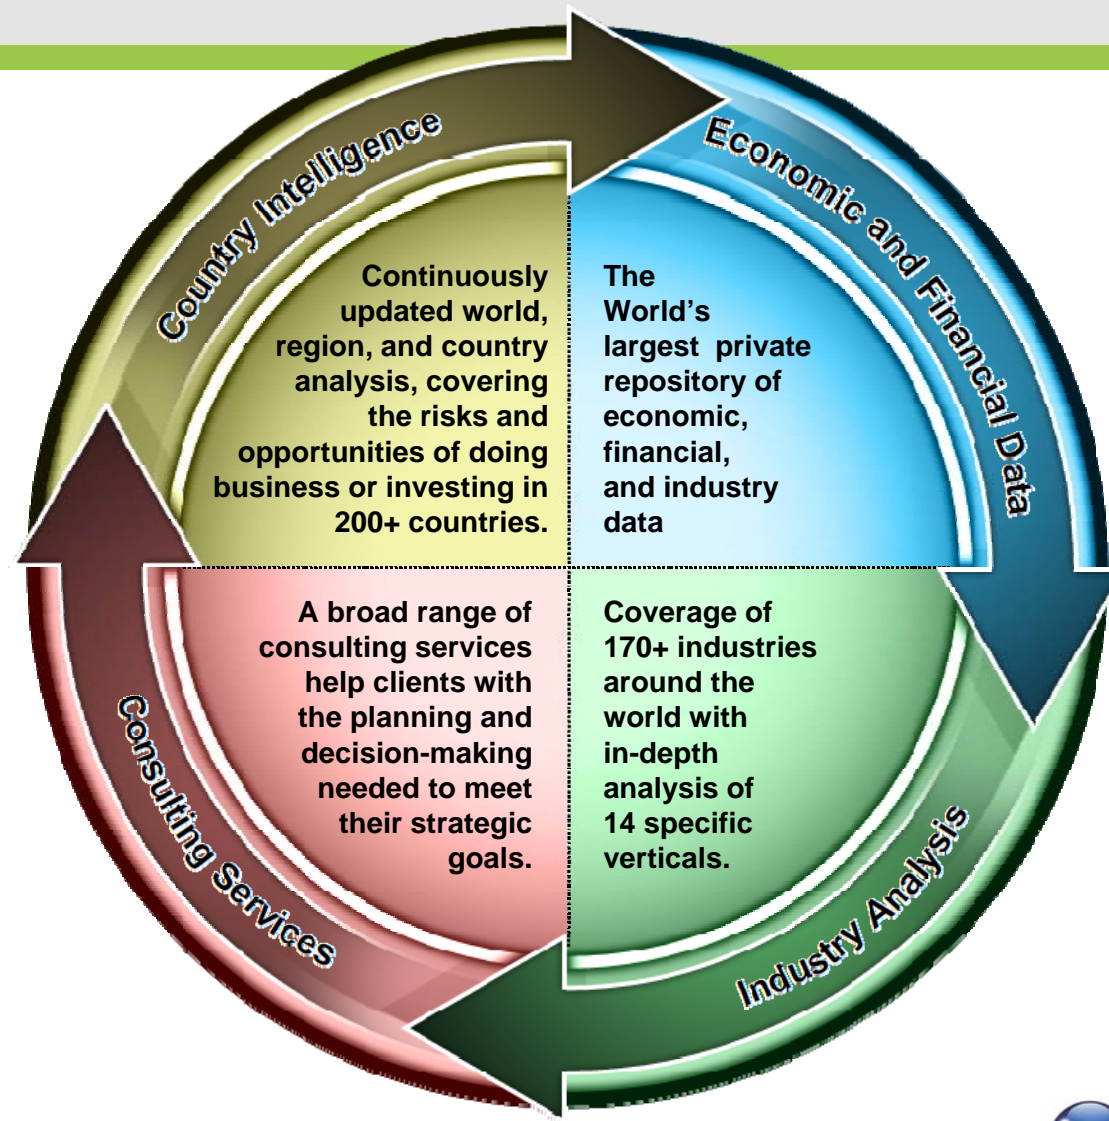 Country Intelligence
Continuously
updated world,
region, and country
analysis, covering
the risks and
opportunities of doing
business or investing in
200+ countries.
Economic and Financial Data
The
World’s
largest  private
repository of
economic,
financial,
and industry
data
Industry Analysis
Coverage of
170+ industries
around the
world with
in-depth
analysis of
14 specific
verticals.
Consulting Services
A broad range of
consulting services
help clients with
the planning and
decision-making
needed to meet
their strategic
goals.